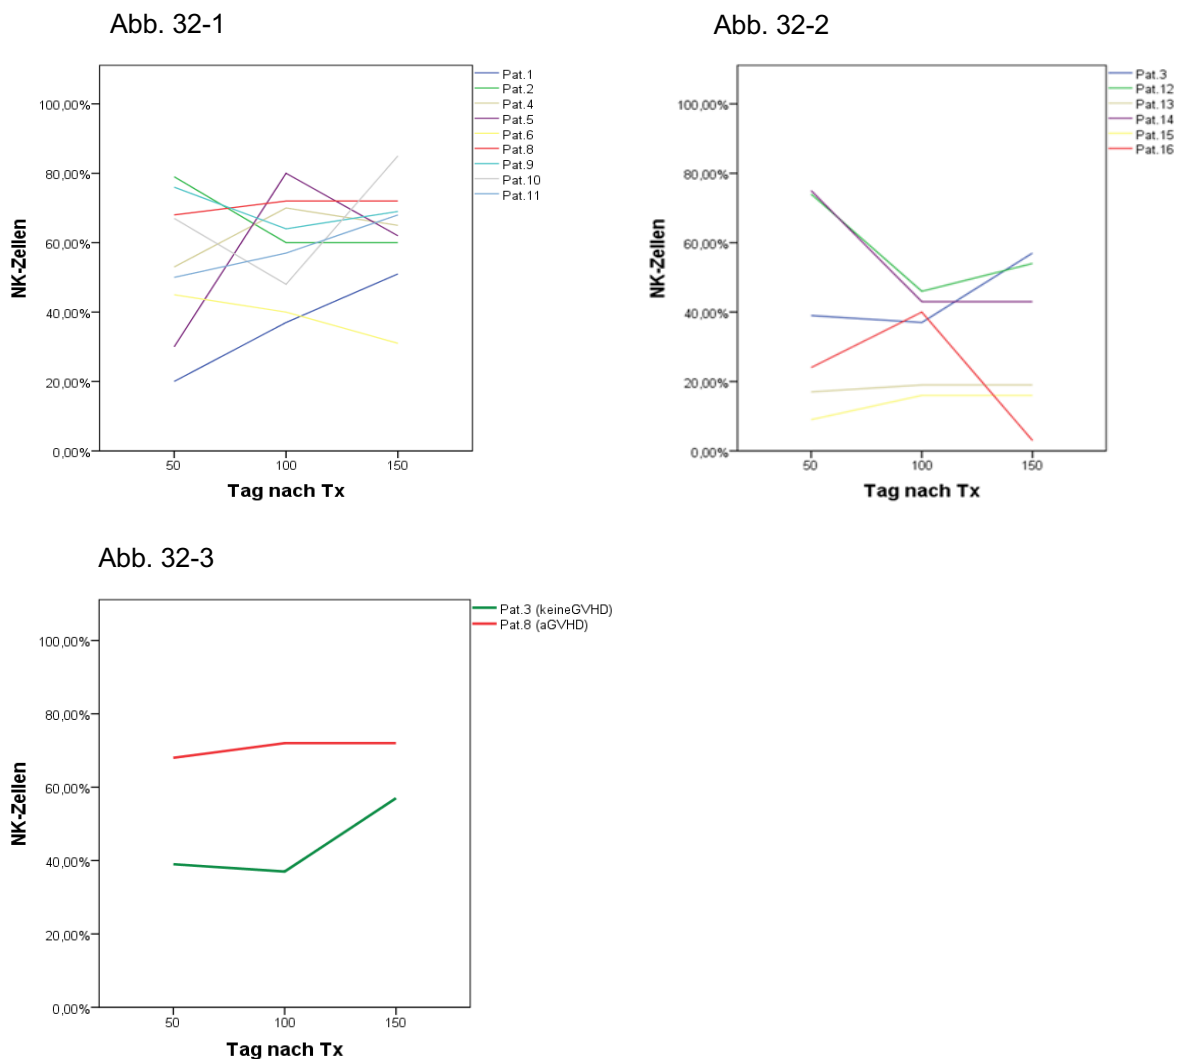 Abb. 32-1
100,00%
80,00%
60,00%
40,00%
20,00%
0,00%
NK-Zellen
50
100
150
Tag nach Tx
Pat.1
Pat.2
Pat.4
Pat.5
Pat.6
Pat.8
Pat.9
Pat.10
Pat.11
Abb. 32-2
100,00%
80,00%
60,00%
40,00%
20,00%
0,00%
NK-Zellen
50
100
150
Tag nach Tx
Pat.3
Pat.12
Pat.13
Pat.14
Pat.15
Pat.16
Abb. 32-3
100,00%
80,00%
60,00%
40,00%
20,00%
0,00%
NK-Zellen
50
100
150
Tag nach Tx
Pat.3 (keineGVHD)
Pat.8 (aGVHD)